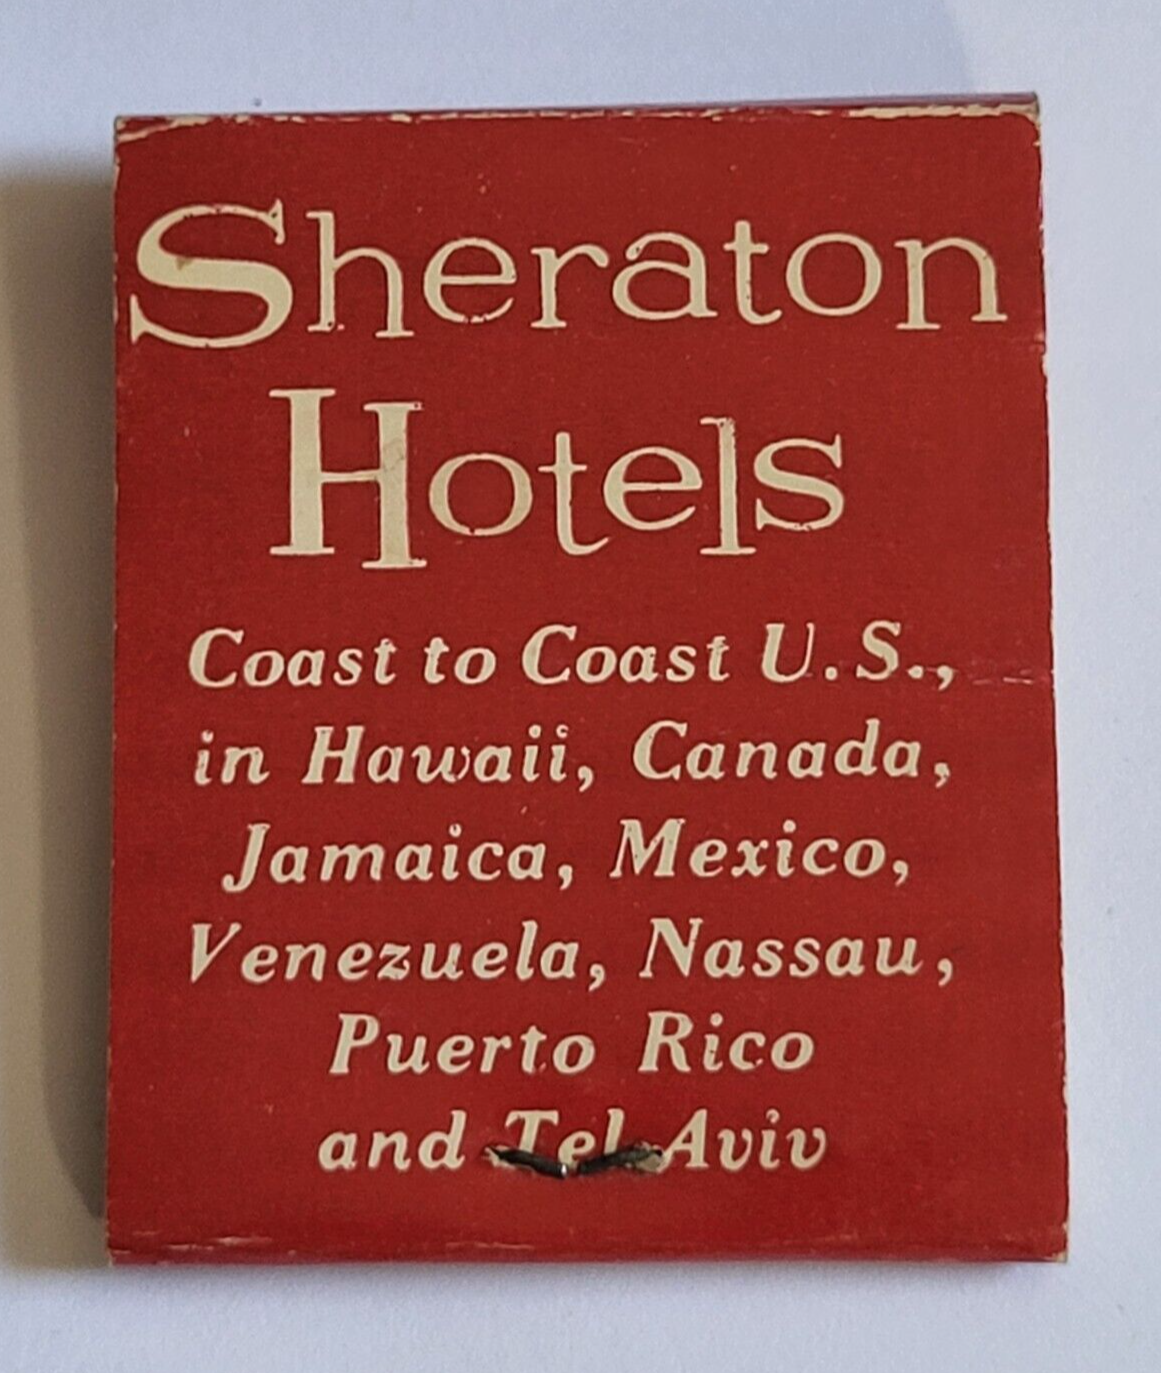 Sheraton
Hotels
Coast to Coast U.S.,
in Hawaii, Canada,
Jamaica, Mexico,
Venezuela, Nassau,
Puerto Rico
and Tel Aviv